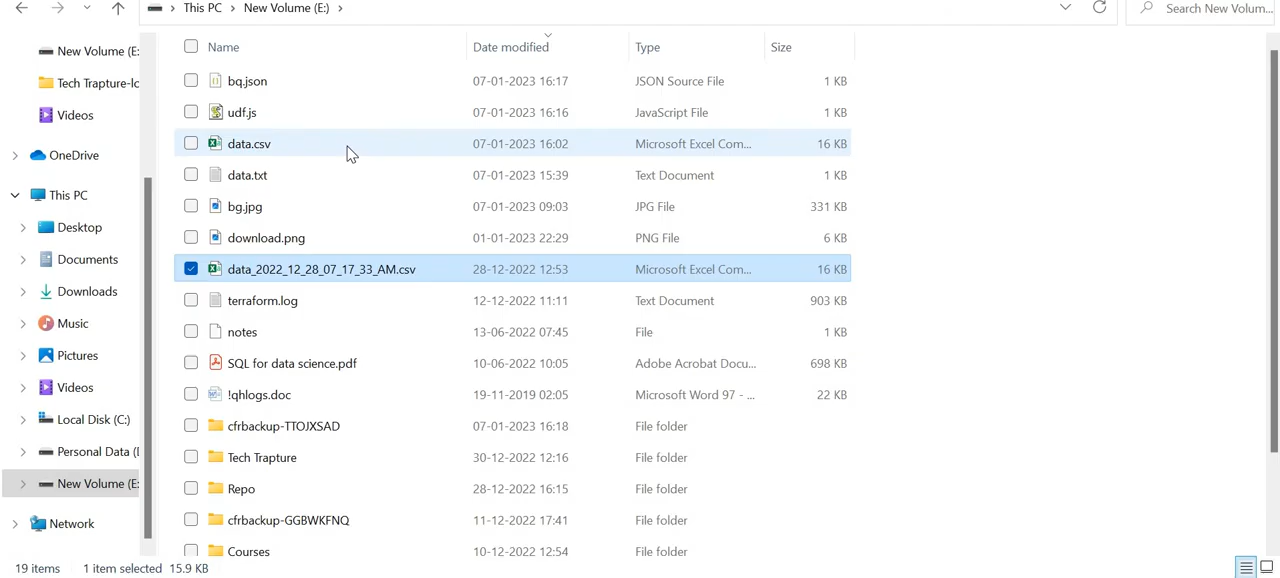 This PC > New Volume (E:) >
Search New Volum...
New Volume (E:
Tech Trapture-Ic
Videos
OneDrive
This PC
Desktop
Documents
Downloads
Music
Pictures
Videos
Local Disk (C:)
Personal Data (
New Volume (E:
Network
Name Date modified Type Size
bq.json 07-01-2023 16:17 JSON Source File 1 KB
udf.js 07-01-2023 16:16 JavaScript File 1 KB
data.csv 07-01-2023 16:02 Microsoft Excel Com... 16 KB
data.txt 07-01-2023 15:39 Text Document 1 KB
bg.jpg 07-01-2023 09:03 JPG File 331 KB
download.png 01-01-2023 22:29 PNG File 6 KB
data_2022_12_28_07_17_33_AM.csv 28-12-2022 12:53 Microsoft Excel Com... 16 KB
terraform.log 12-12-2022 11:11 Text Document 903 KB
notes 13-06-2022 07:45 File 1 KB
SQL for data science.pdf 10-06-2022 10:05 Adobe Acrobat Docu... 698 KB
!qhlogs.doc 19-11-2019 02:05 Microsoft Word 97 - ... 22 KB
cfrbackup-TTOJXSAD 07-01-2023 16:18 File folder
Tech Trapture 30-12-2022 12:16 File folder
Repo 28-12-2022 16:15 File folder
cfrbackup-GGBWKFNQ 11-12-2022 17:41 File folder
Courses 10-12-2022 12:54 File folder
19 items 1 item selected 15.9 KB